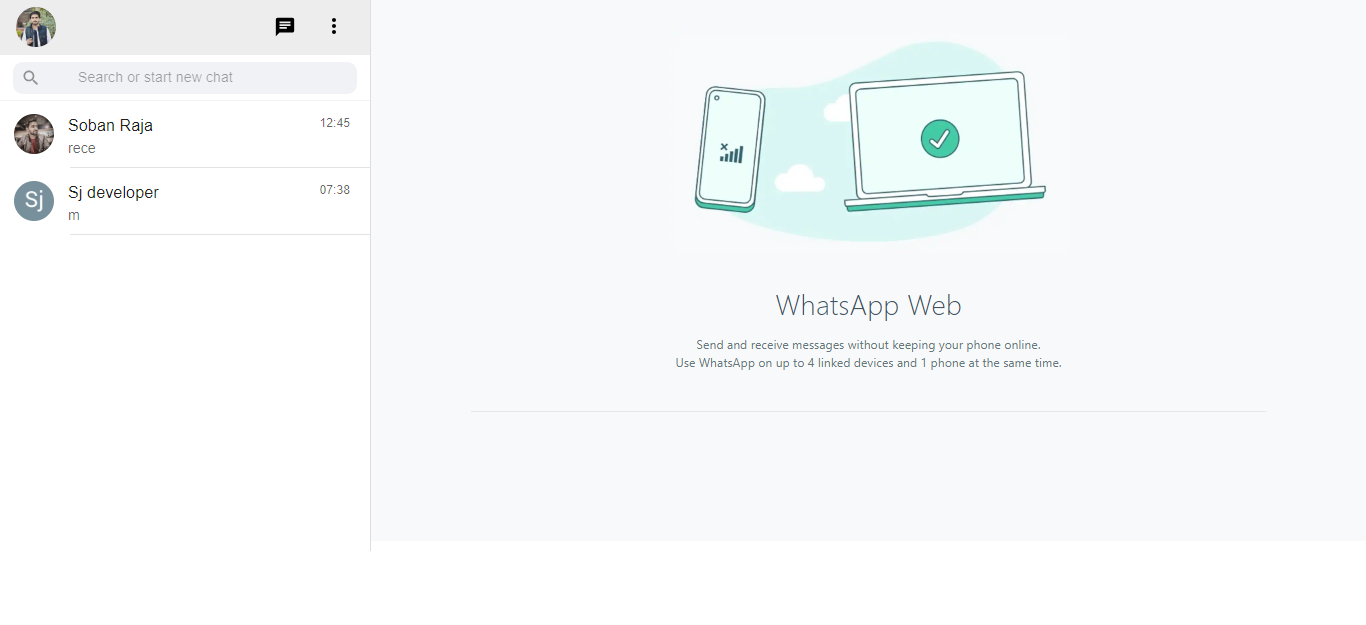 Search or start new chat
Soban Raja
12:45
rece
Sj
Sj developer
07:38
m
WhatsApp Web
Send and receive messages without keeping your phone online.
Use WhatsApp on up to 4 linked devices and 1 phone at the same time.